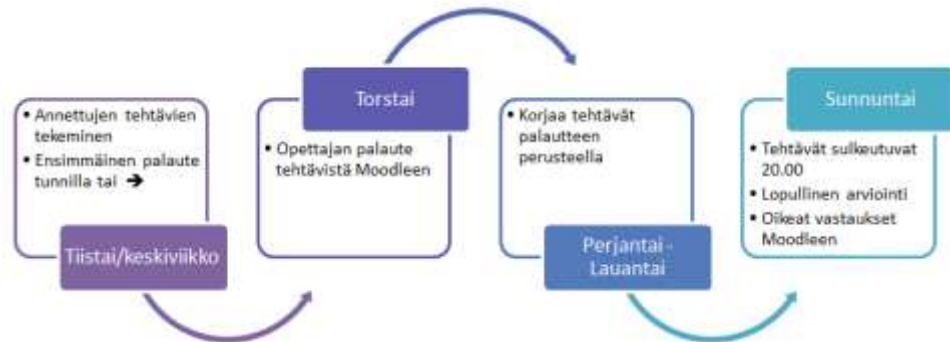 • Annettujen tehtävien
tekeminen
• Ensimmäinen palaute
tunnilla tai ➔
Tiistai/keskiviikko
Torstai
• Opettajan palaute
tehtävistä Moodleen
• Korjaa tehtävät
palautteen
perusteella
Perjantai -
Lauantai
Sunnuntai
• Tehtävät sulkeutuvat
20.00
• Lopullinen arviointi
• Oikeat vastaukset
Moodleen